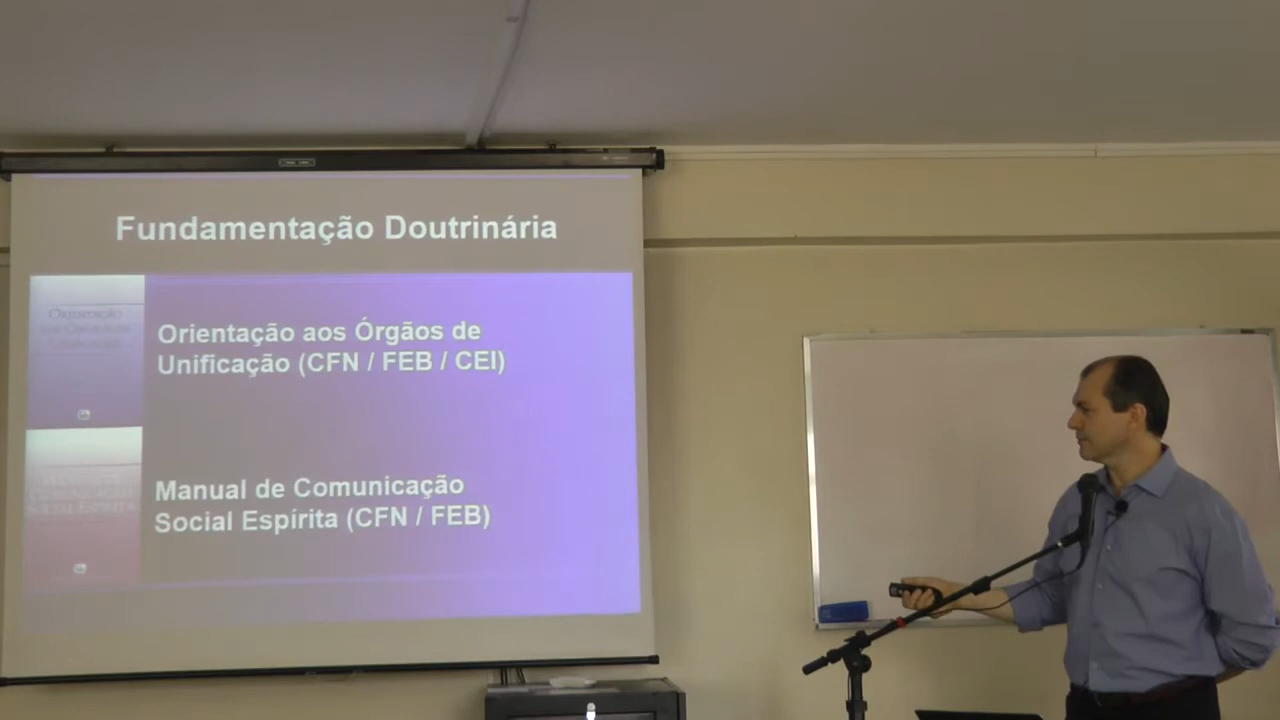 Fundamentação Doutrinária
Orientação aos Órgãos de
Unificação (CFN / FEB / CEI)
Manual de Comunicação
Social Espírita (CFN / FEB)